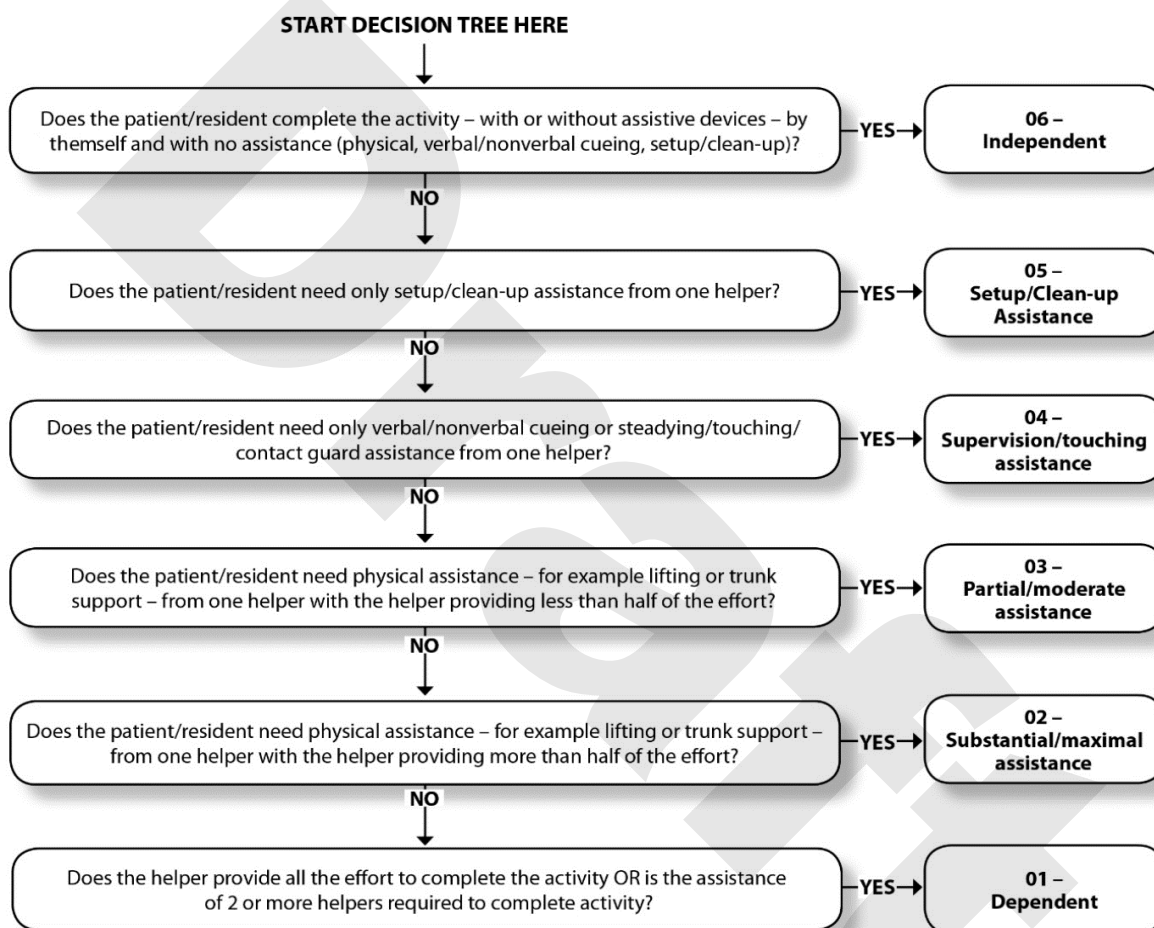 START DECISION TREE HERE
Does the patient/resident complete the activity – with or without assistive devices – by
themself and with no assistance (physical, verbal/nonverbal cueing, setup/clean-up)?
YES
06 –
Independent
NO
Does the patient/resident need only setup/clean-up assistance from one helper?
YES
05 –
Setup/Clean-up
Assistance
NO
Does the patient/resident need only verbal/nonverbal cueing or steadying/touching/
contact guard assistance from one helper?
YES
04 –
Supervision/touching
assistance
NO
Does the patient/resident need physical assistance – for example lifting or trunk
support – from one helper with the helper providing less than half of the effort?
YES
03 –
Partial/moderate
assistance
NO
Does the patient/resident need physical assistance – for example lifting or trunk support –
from one helper with the helper providing more than half of the effort?
YES
02 –
Substantial/maximal
assistance
NO
Does the helper provide all the effort to complete the activity OR is the assistance
of 2 or more helpers required to complete activity?
YES
01 –
Dependent
Draft